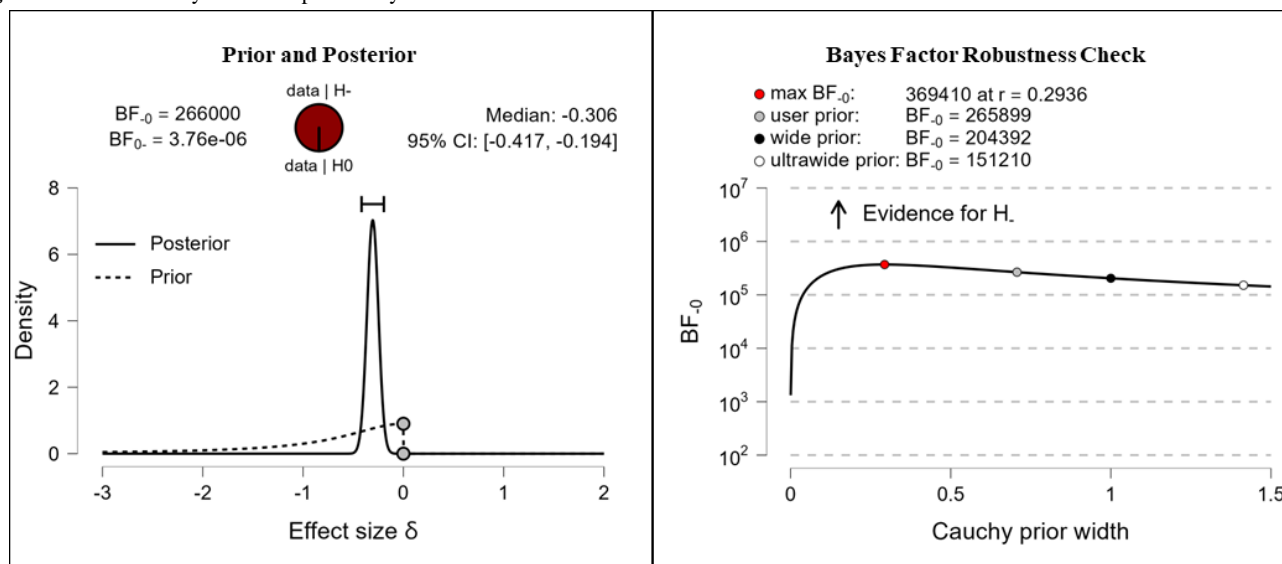 Prior and Posterior
data | H-
BF-0 = 266000
BF0- = 3.76e-06
Median: -0.306
95% CI: [-0.417, -0.194]
data | H0
8
6
4
2
0
Density
Posterior
Prior
-3 -2 -1 0 1 2
Effect size δ
Bayes Factor Robustness Check
max BF-0: 369410 at r = 0.2936
user prior: BF-0 = 265899
wide prior: BF-0 = 204392
ultrawide prior: BF-0 = 151210
10^7
10^6
10^5
10^4
10^3
10^2
BF-0
Evidence for H-
0 0.5 1 1.5
Cauchy prior width